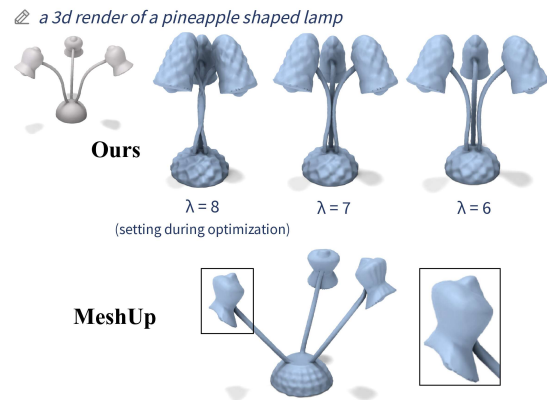 a 3d render of a pineapple shaped lamp
Ours
λ = 8
λ = 7
λ = 6
(setting during optimization)
MeshUp